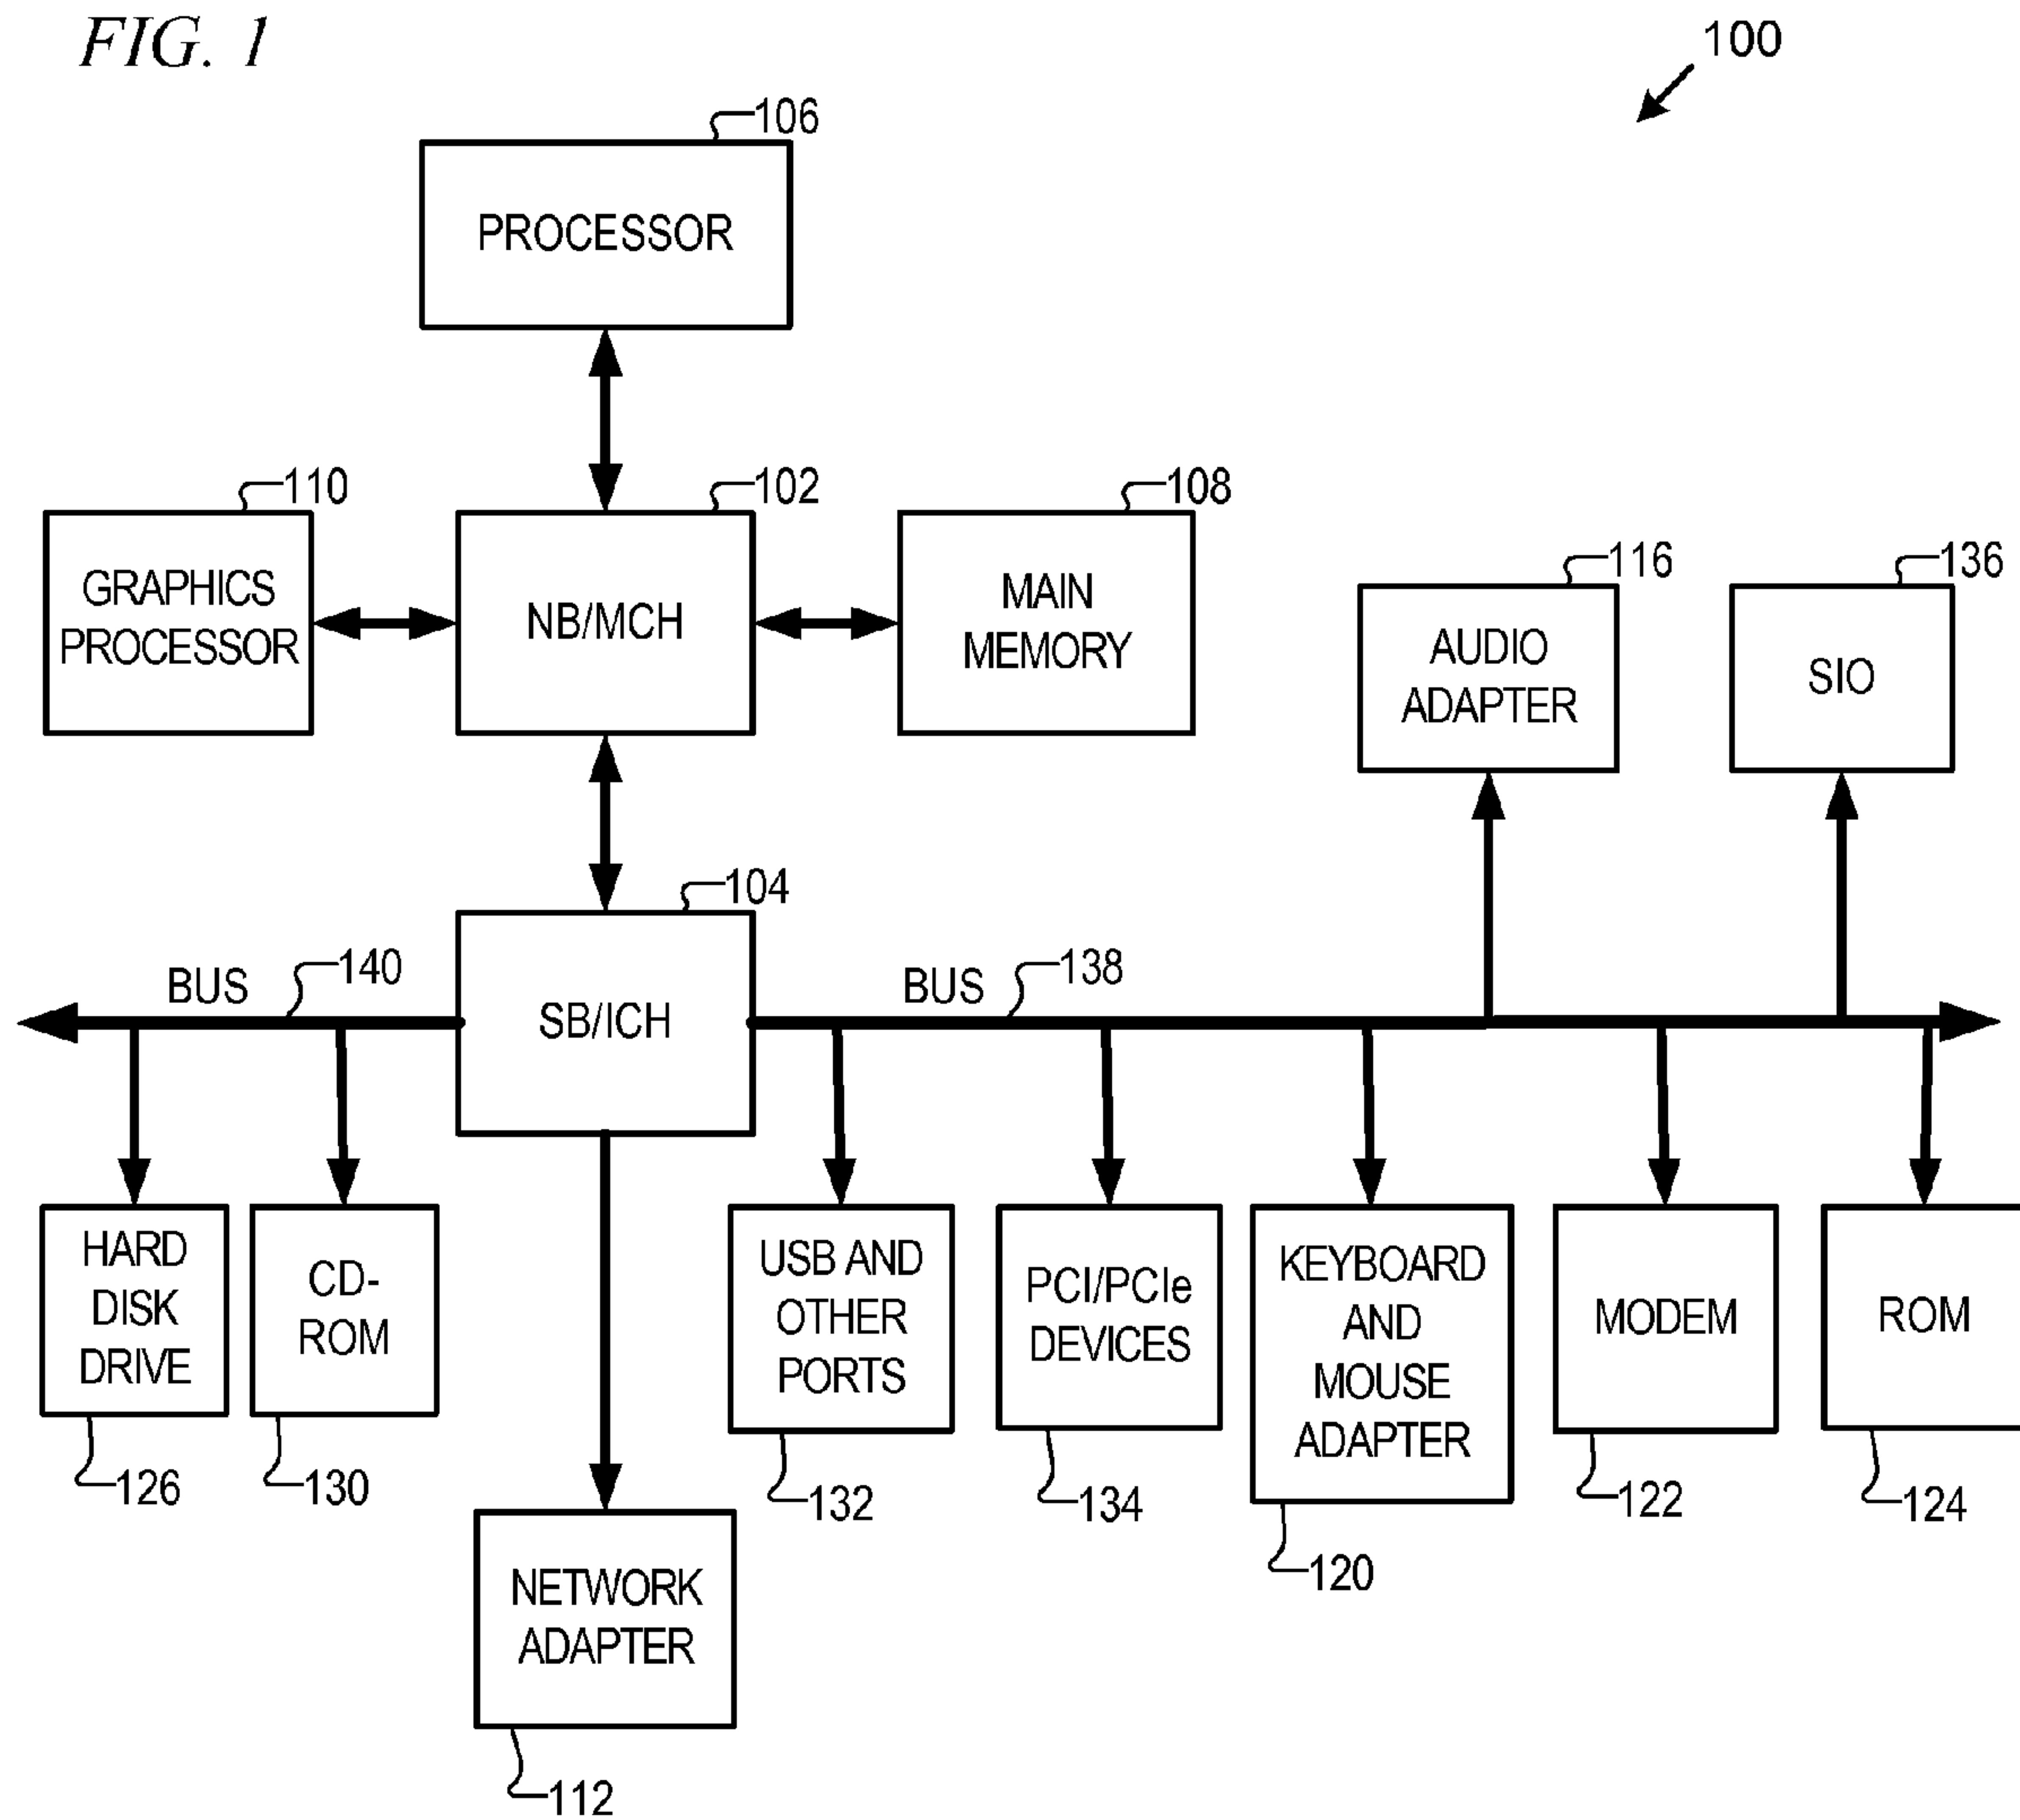 FIG. 1
100
106
PROCESSOR
110
102
108
GRAPHICS
PROCESSOR
NB/MCH
MAIN
MEMORY
116
136
AUDIO
ADAPTER
SIO
104
BUS
140
SB/ICH
BUS
138
HARD
DISK
DRIVE
CD-
ROM
USB AND
OTHER
PORTS
PCI/PCIe
DEVICES
KEYBOARD
AND
MOUSE
ADAPTER
MODEM
ROM
126
130
132
134
120
122
124
NETWORK
ADAPTER
112